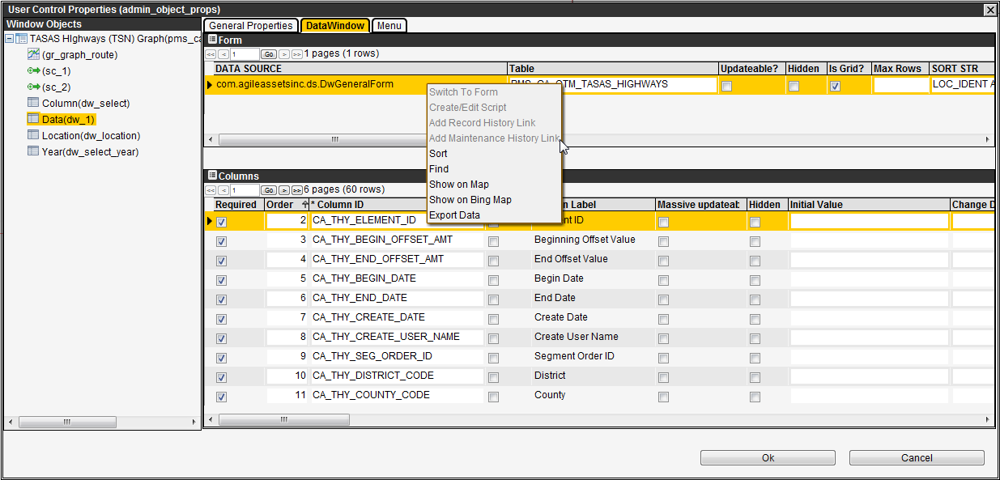 User Control Properties (admin_object_props)
Window Objects
TASAS HIghways (TSN) Graph(pms_ca
(gr_graph_route)
(sc_1)
(sc_2)
Column(dw_select)
Data(dw_1)
Location(dw_location)
Year(dw_select_year)
General Properties DataWindow Menu
Form
<< < 1 Go > >> 1 pages (1 rows)
DATA SOURCE Table Updateable? Hidden Is Grid? Max Rows SORT STR
com.agileassetsinc.ds.DwGeneralForm PMS_CA_OTM_TASAS_HIGHWAYS LOC_IDENT A
Switch To Form
Create/Edit Script
Add Record History Link
Add Maintenance History Link
Sort
Find
Show on Map
Show on Bing Map
Export Data
Columns
<< < 1 Go > >> 6 pages (60 rows)
Required Order * Column ID n Label Massive updateat Hidden Initial Value Change D
2 CA_THY_ELEMENT_ID nt ID
3 CA_THY_BEGIN_OFFSET_AMT Beginning Offset Value
4 CA_THY_END_OFFSET_AMT End Offset Value
5 CA_THY_BEGIN_DATE Begin Date
6 CA_THY_END_DATE End Date
7 CA_THY_CREATE_DATE Create Date
8 CA_THY_CREATE_USER_NAME Create User Name
9 CA_THY_SEG_ORDER_ID Segment Order ID
10 CA_THY_DISTRICT_CODE District
11 CA_THY_COUNTY_CODE County
Ok Cancel